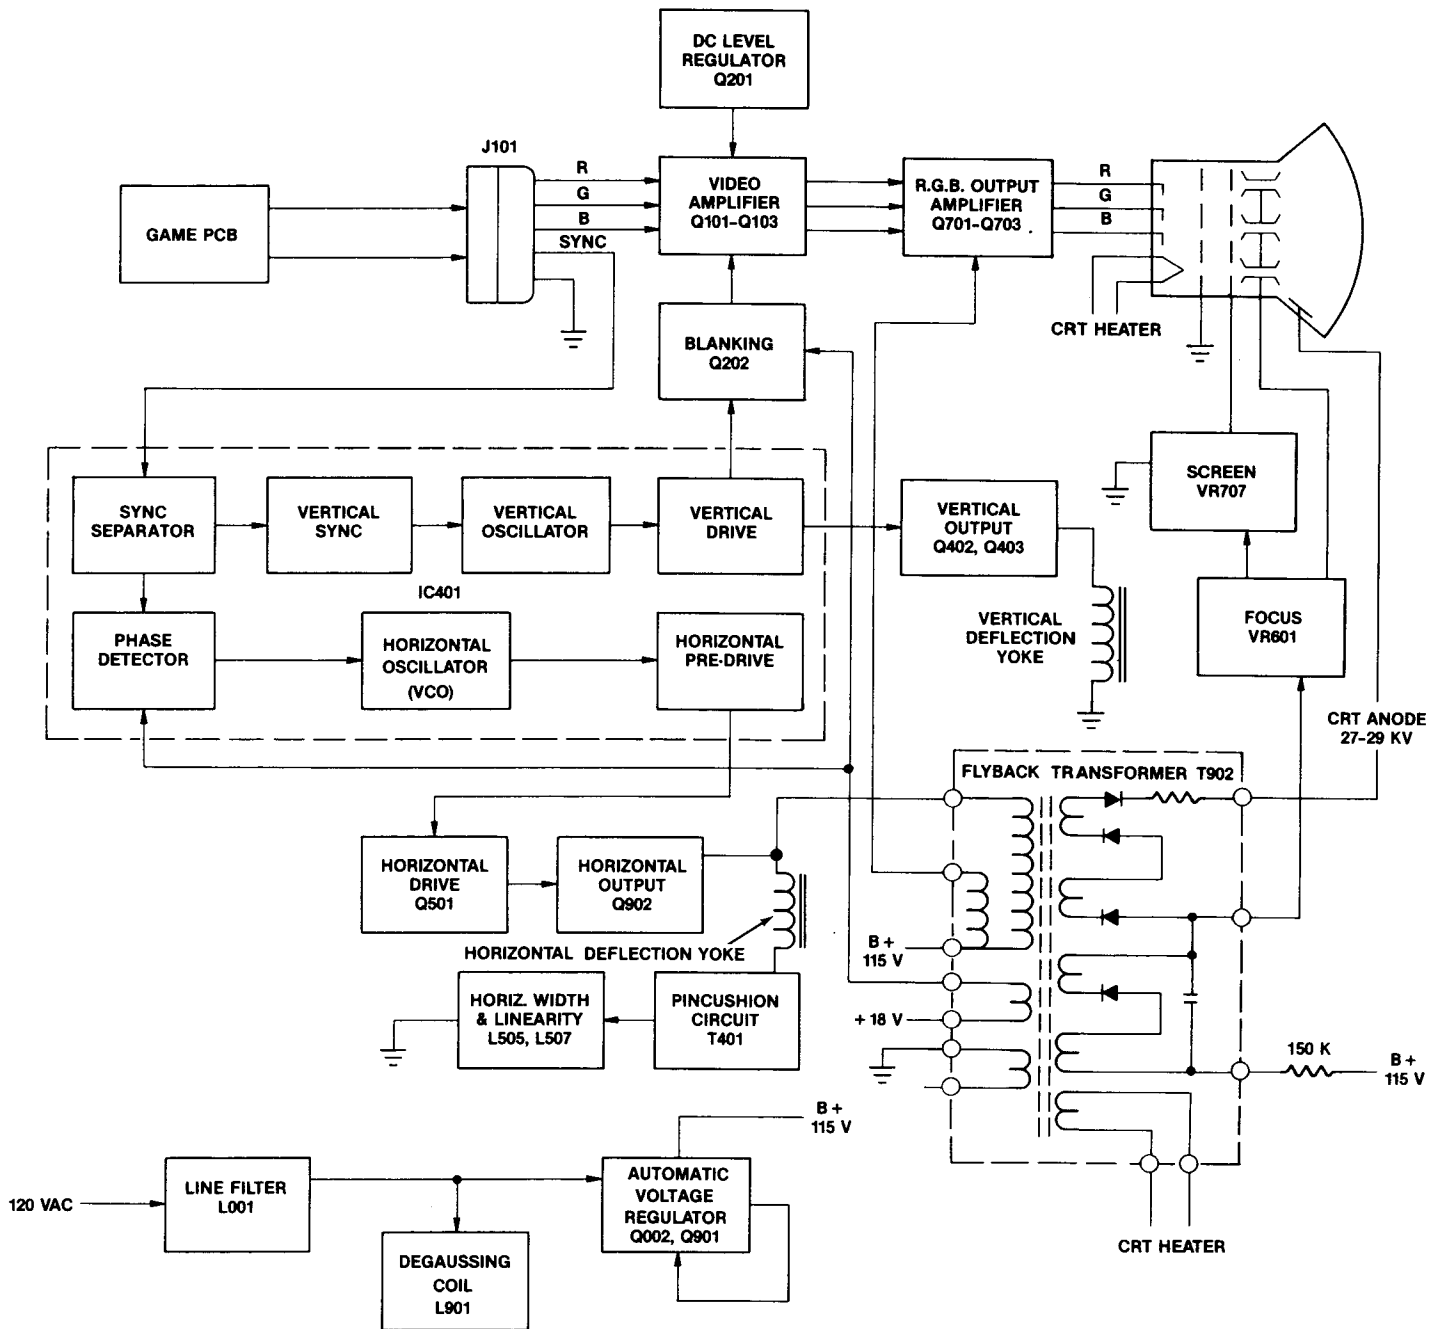 DC LEVEL
REGULATOR
Q201
J101
GAME PCB
R
G
B
SYNC
VIDEO
AMPLIFIER
Q101-Q103
R.G.B. OUTPUT
AMPLIFIER
Q701-Q703
R
G
B
CRT HEATER
BLANKING
Q202
SYNC
SEPARATOR
VERTICAL
SYNC
VERTICAL
OSCILLATOR
VERTICAL
DRIVE
VERTICAL
OUTPUT
Q402, Q403
SCREEN
VR707
IC401
PHASE
DETECTOR
HORIZONTAL
OSCILLATOR
(VCO)
HORIZONTAL
PRE-DRIVE
VERTICAL
DEFLECTION
YOKE
FOCUS
VR601
CRT ANODE
27-29 KV
FLYBACK TRANSFORMER T902
HORIZONTAL
DRIVE
Q501
HORIZONTAL
OUTPUT
Q902
HORIZONTAL DEFLECTION YOKE
B +
115 V
HORIZ. WIDTH
& LINEARITY
L505, L507
PINCUSHION
CIRCUIT
T401
+ 18 V
150 K
B +
115 V
B +
115 V
120 VAC
LINE FILTER
L001
AUTOMATIC
VOLTAGE
REGULATOR
Q002, Q901
DEGAUSSING
COIL
L901
CRT HEATER